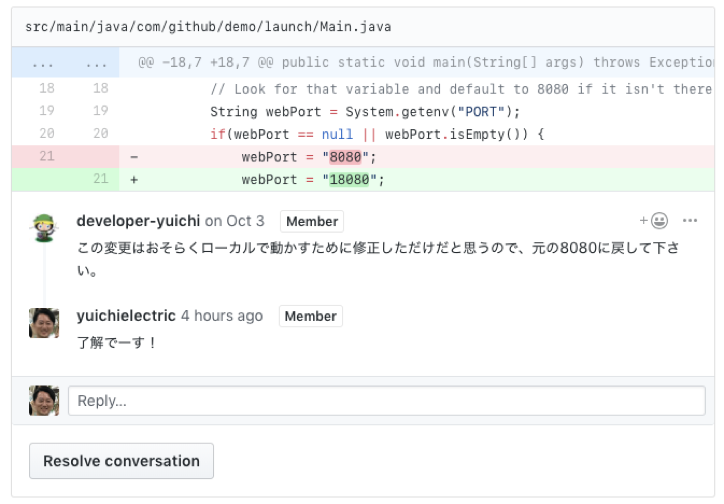 src/main/java/com/github/demo/launch/Main.java
... ... @@ -18,7 +18,7 @@ public static void main(String[] args) throws Exception
18 18 // Look for that variable and default to 8080 if it isn't there
19 19 String webPort = System.getenv("PORT");
20 20 if(webPort == null || webPort.isEmpty()) {
21 - webPort = "8080";
21 + webPort = "18080";
developer-yuichi on Oct 3 Member
この変更はおそらくローカルで動かすために修正しただけだと思うので、元の8080に戻して下さ
い。
yuichielectric 4 hours ago Member
了解でーす！
Reply...
Resolve conversation